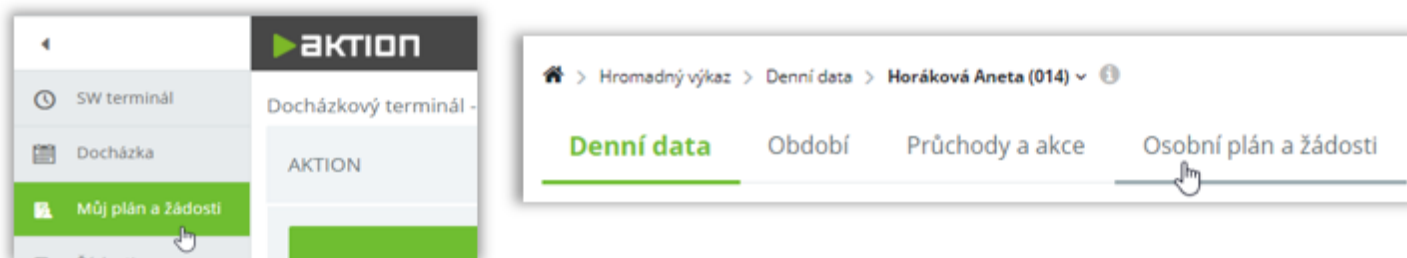 aktion
SW terminál
Docházkový terminál -
Docházka
AKTION
Můj plán a žádosti
> Hromadný výkaz > Denní data > Horáková Aneta (014)
Denní data Období Průchody a akce Osobní plán a žádosti